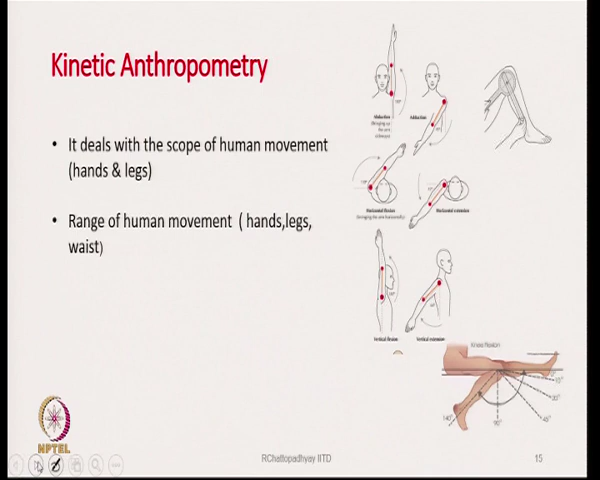 Kinetic Anthropometry
• It deals with the scope of human movement
(hands & legs)
• Range of human movement ( hands,legs,
waist)
Abduction
Adduction
Horizontal flexion
Horizontal extension
Vertical flexion
Vertical extension
Knee flexion
15°
30°
45°
90°
140°
NPTEL
RChattopadhyay IITD
15